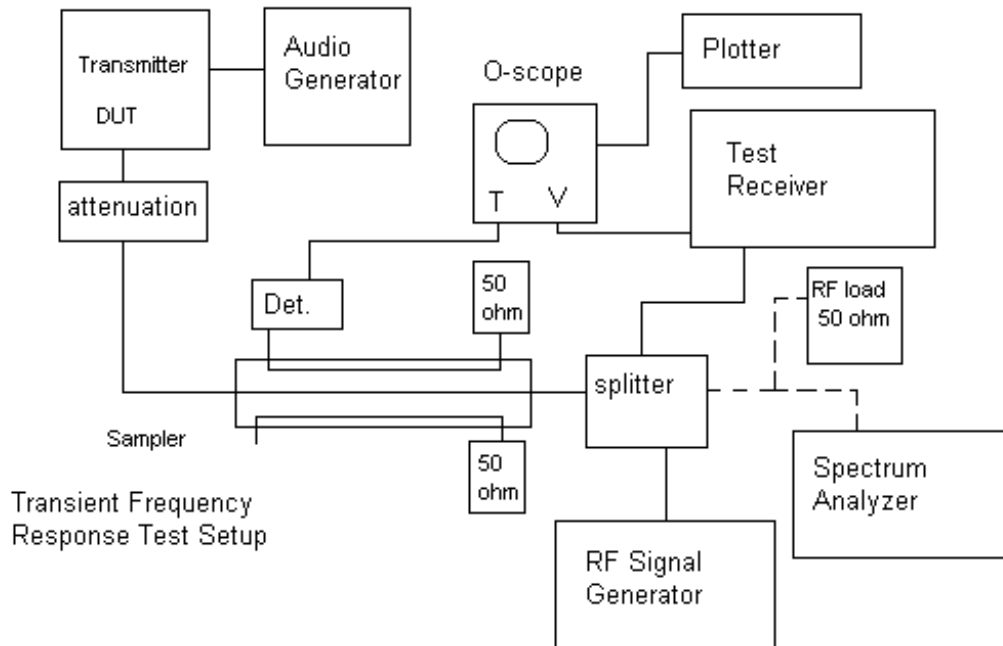 Transmitter
DUT
Audio
Generator
O-scope
Plotter
T V
Test
Receiver
attenuation
Det.
50
ohm
RF load
50 ohm
splitter
Sampler
50
ohm
Spectrum
Analyzer
Transient Frequency
Response Test Setup
RF Signal
Generator